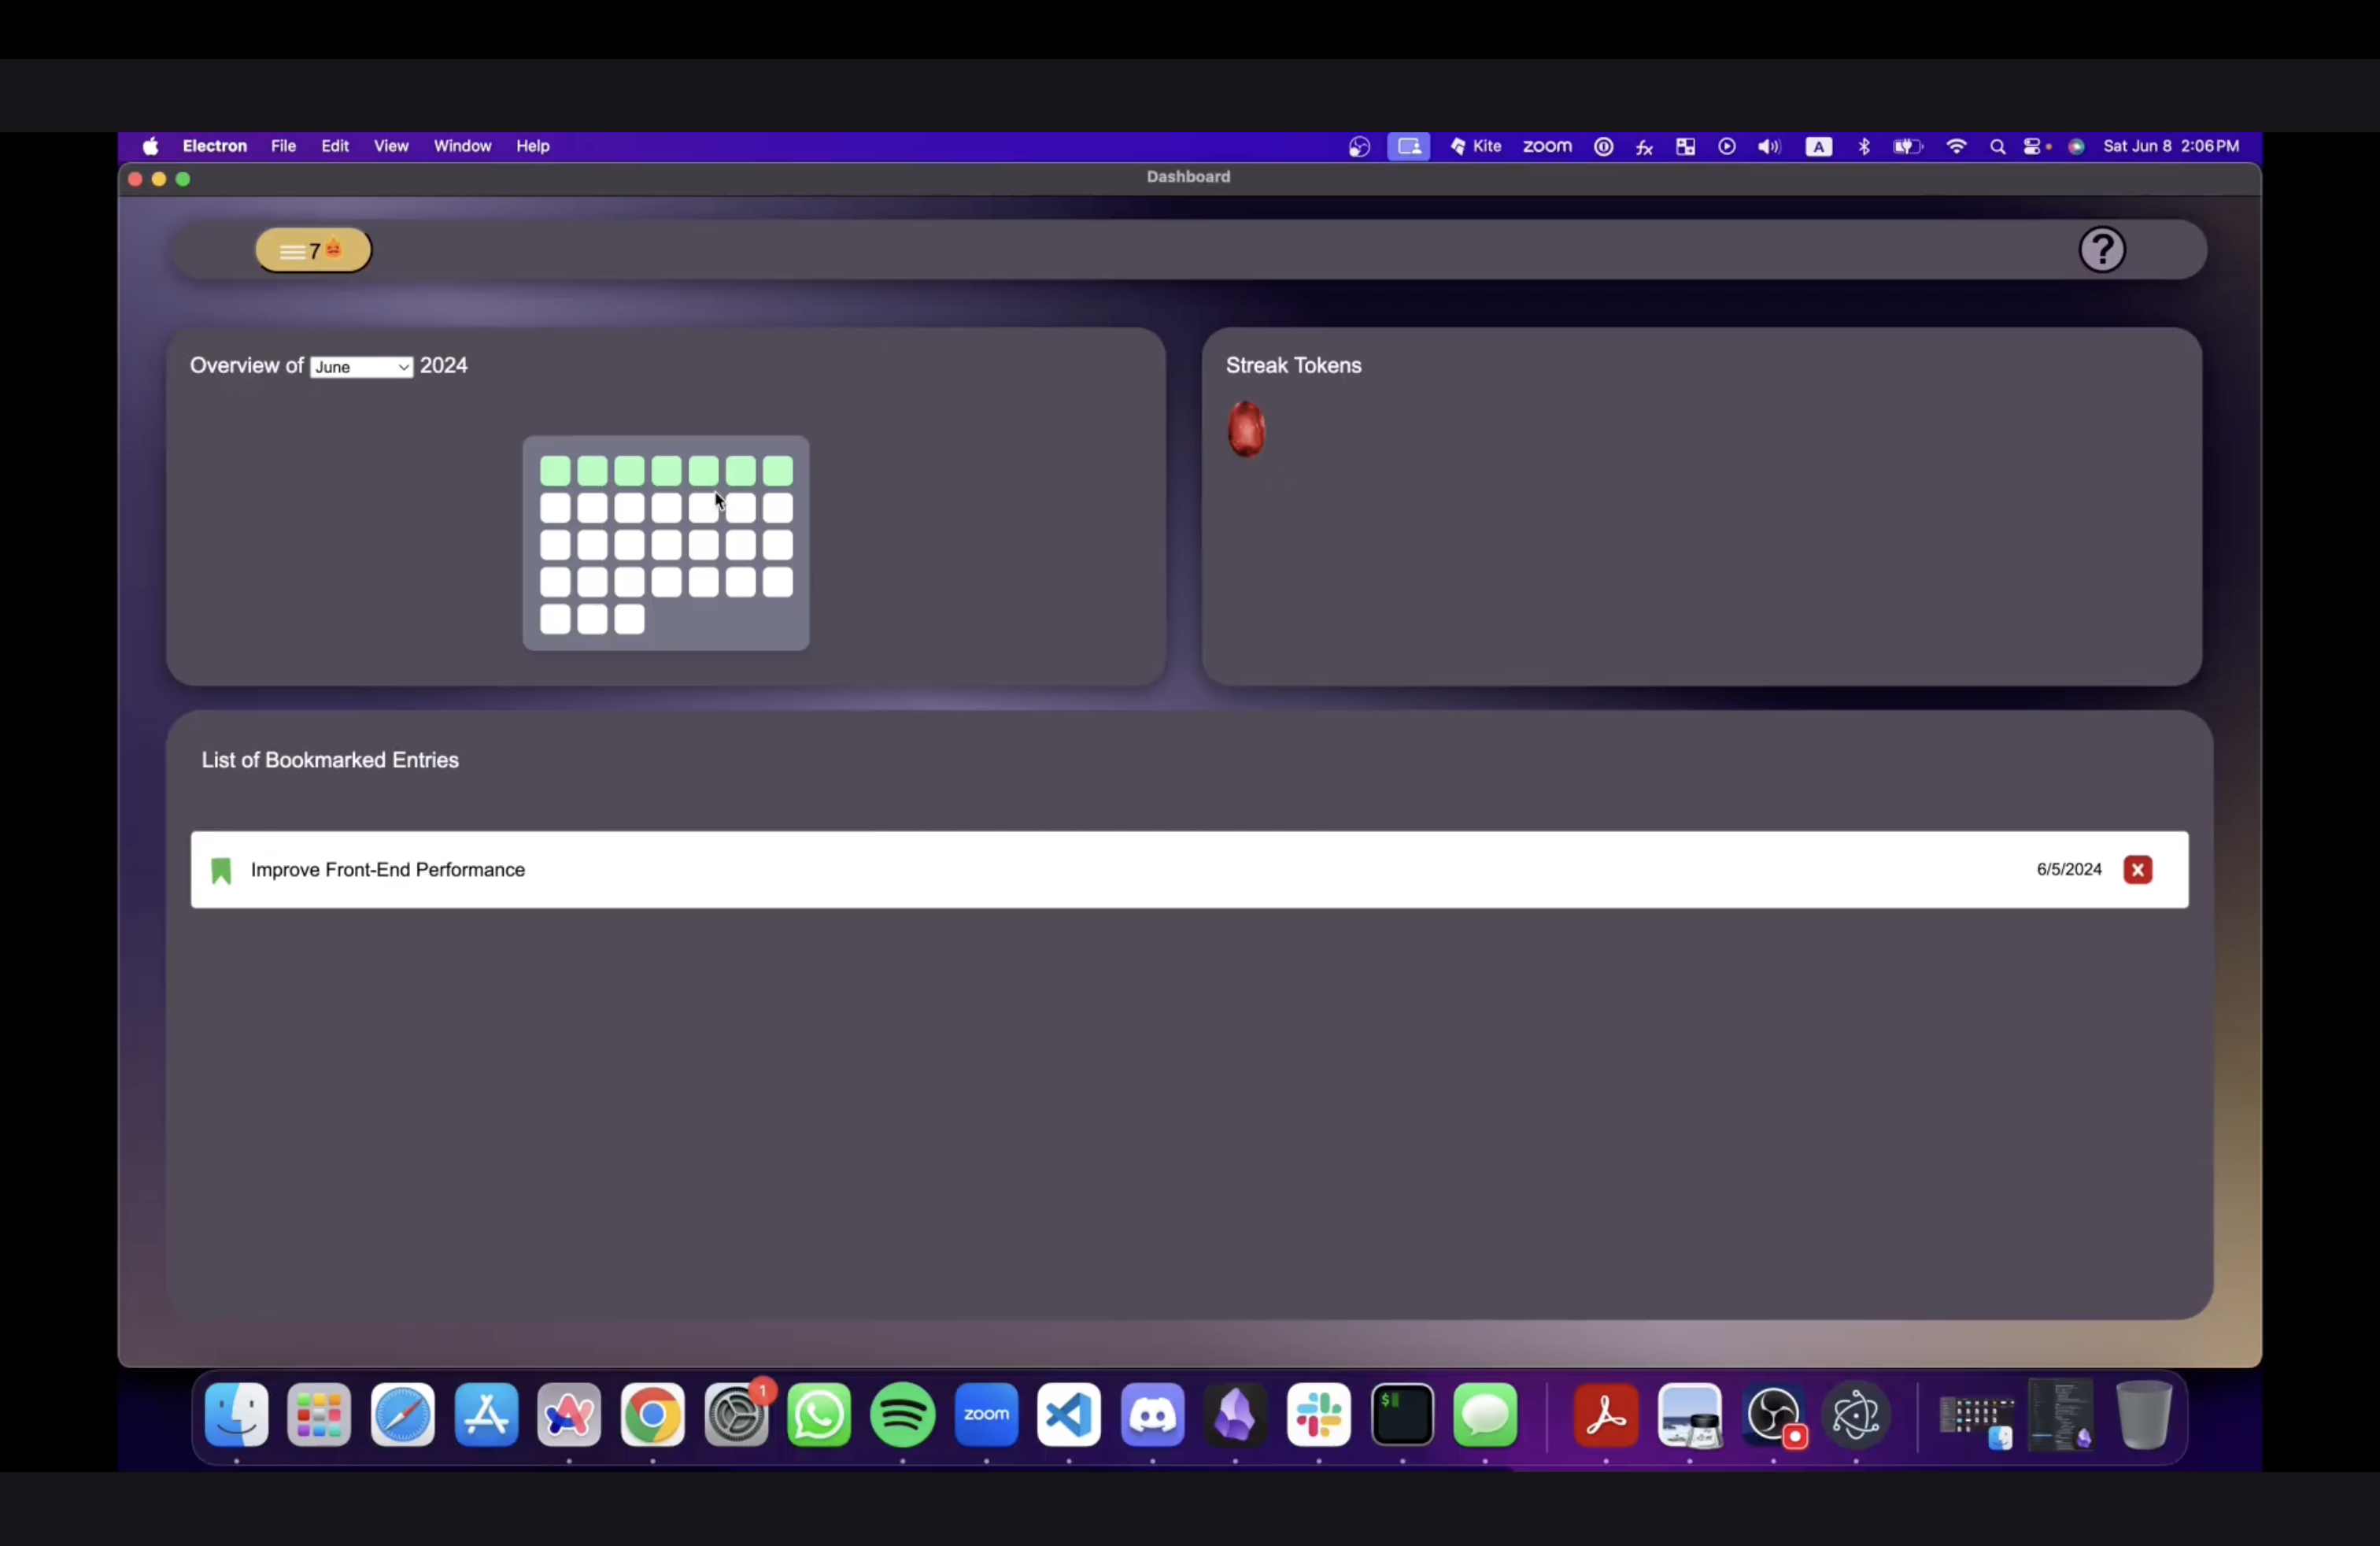 Electron File Edit View Window Help Kite zoom fx A Sat Jun 8 2:06 PM
Dashboard
7 ?
Overview of June 2024
Streak Tokens
List of Bookmarked Entries
Improve Front-End Performance 6/5/2024
1
zoom
$